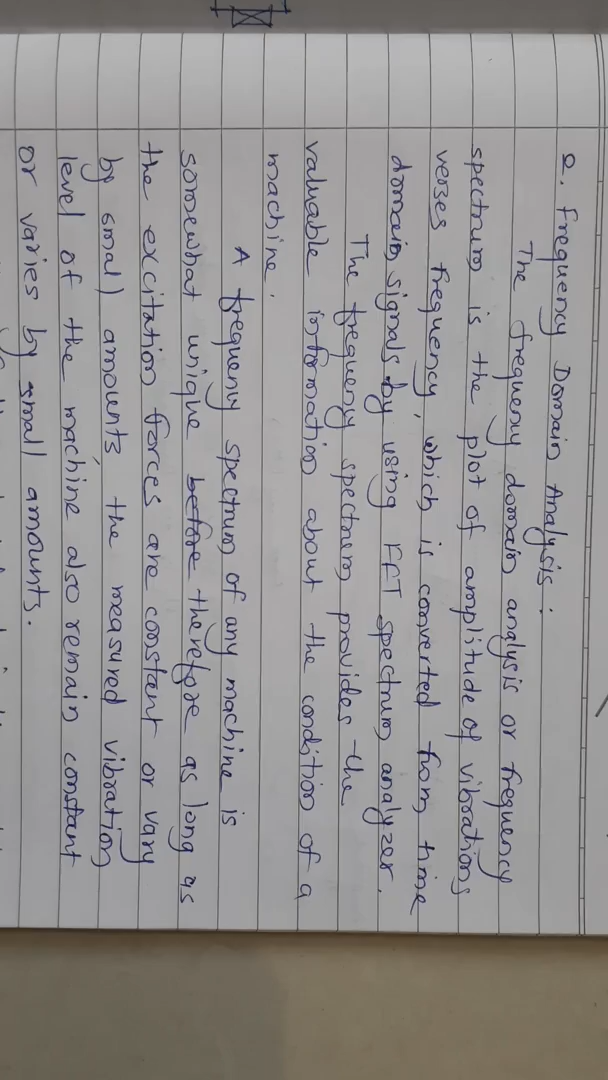 2. Frequency Domain Analysis:
The frequency domain analysis or frequency
spectrum is the plot of amplitude of vibrations
verses frequency, which is converted from time
domain signals by using FFT spectrum analyzer.
The frequency spectrum provides the
valuable information about the condition of a
machine.
A frequency spectrum of any machine is
somewhat unique before therefore as long as
the excitation forces are constant or vary
by small amounts, the measured vibration
level of the machine also remain constant
or varies by small amounts.